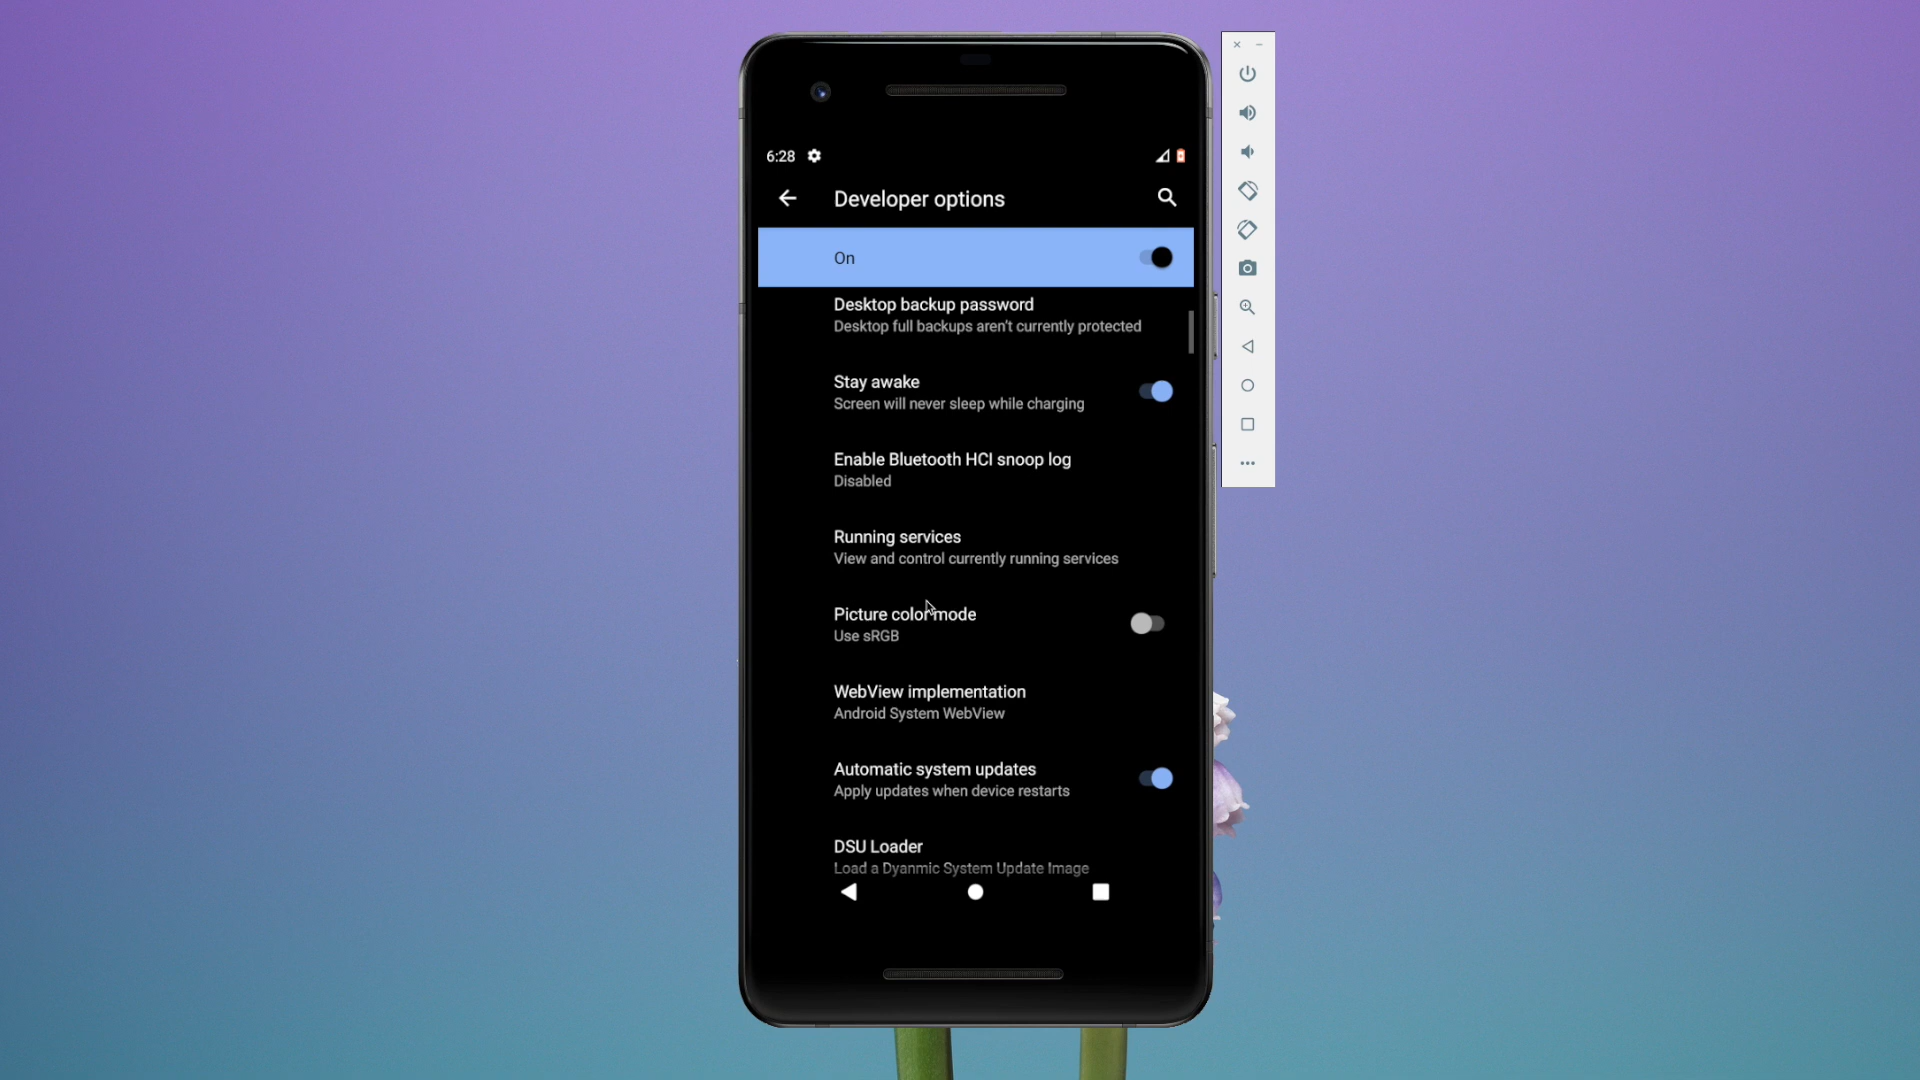 6:28
Developer options
On
Desktop backup password
Desktop full backups aren't currently protected
Stay awake
Screen will never sleep while charging
Enable Bluetooth HCI snoop log
Disabled
Running services
View and control currently running services
Picture color mode
Use sRGB
WebView implementation
Android System WebView
Automatic system updates
Apply updates when device restarts
DSU Loader
Load a Dyanmic System Update Image